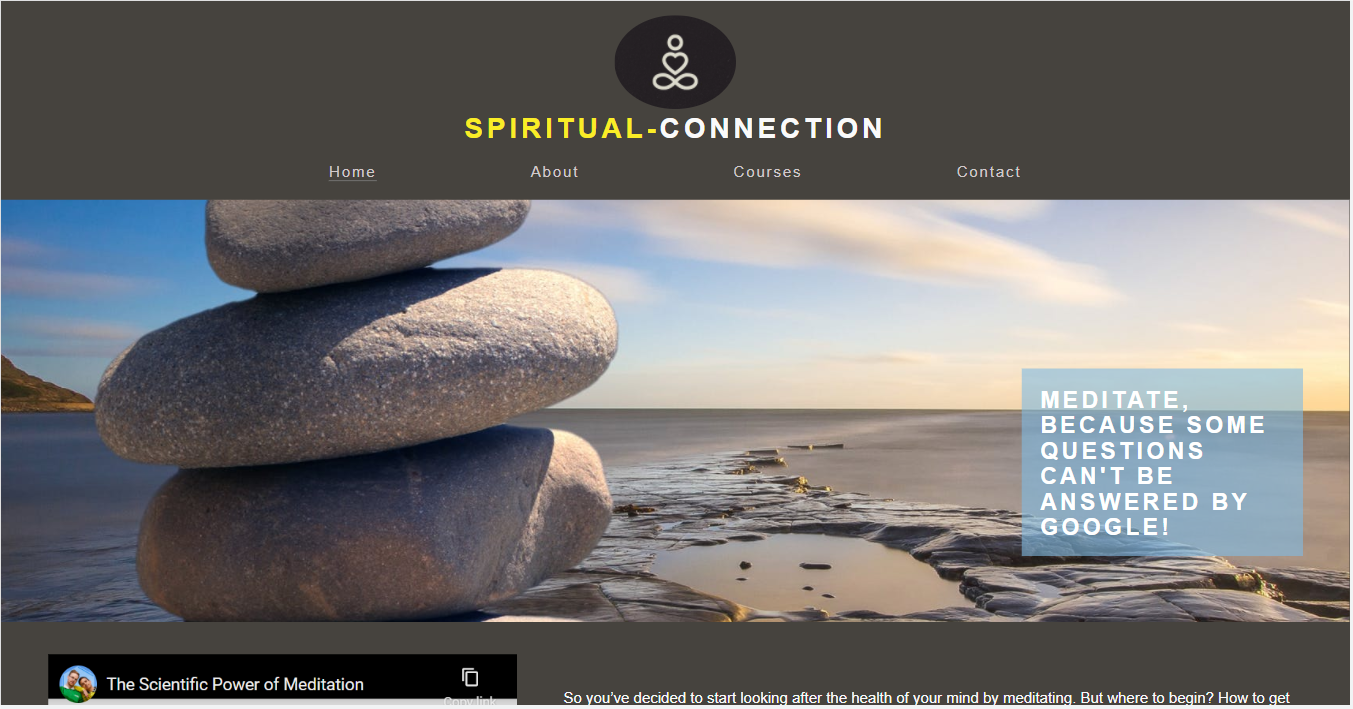 SPIRITUAL-CONNECTION
Home About Courses Contact
MEDITATE,
BECAUSE SOME
QUESTIONS
CAN'T BE
ANSWERED BY
GOOGLE!
The Scientific Power of Meditation
Copy link
So you've decided to start looking after the health of your mind by meditating. But where to begin? How to get